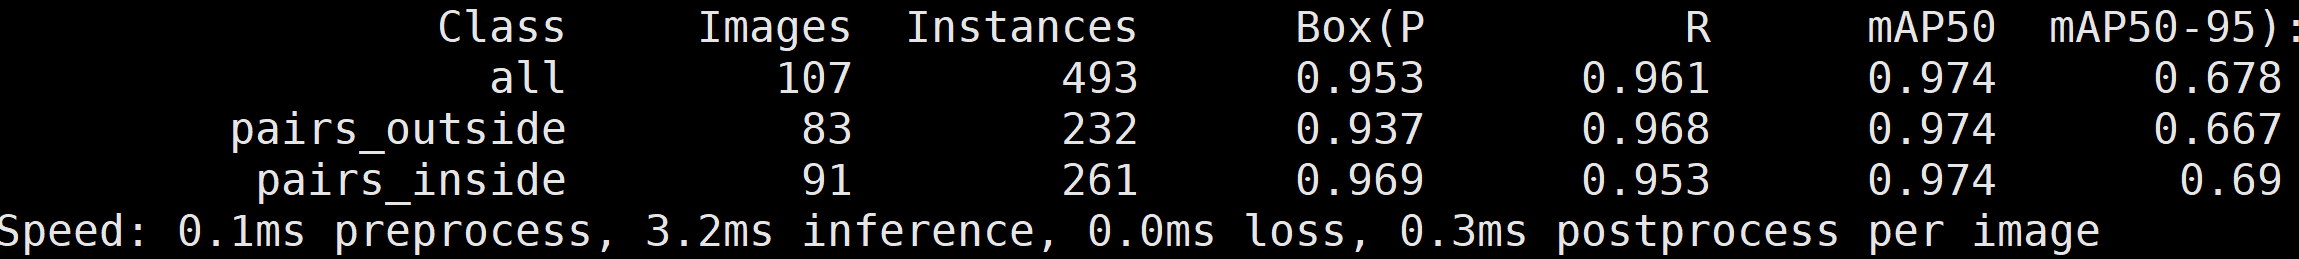 Class Images Instances Box(P R mAP50 mAP50-95):
all 107 493 0.953 0.961 0.974 0.678
pairs_outside 83 232 0.937 0.968 0.974 0.667
pairs_inside 91 261 0.969 0.953 0.974 0.69
Speed: 0.1ms preprocess, 3.2ms inference, 0.0ms loss, 0.3ms postprocess per image